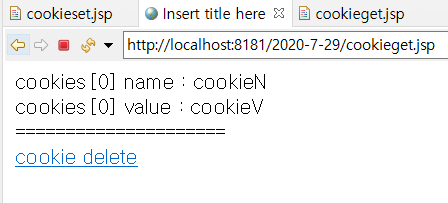 cookieset.jsp Insert title here cookieget.jsp
http://localhost:8181/2020-7-29/cookieget.jsp
cookies[0] name : cookieN
cookies[0] value : cookieV
=====================
cookie delete